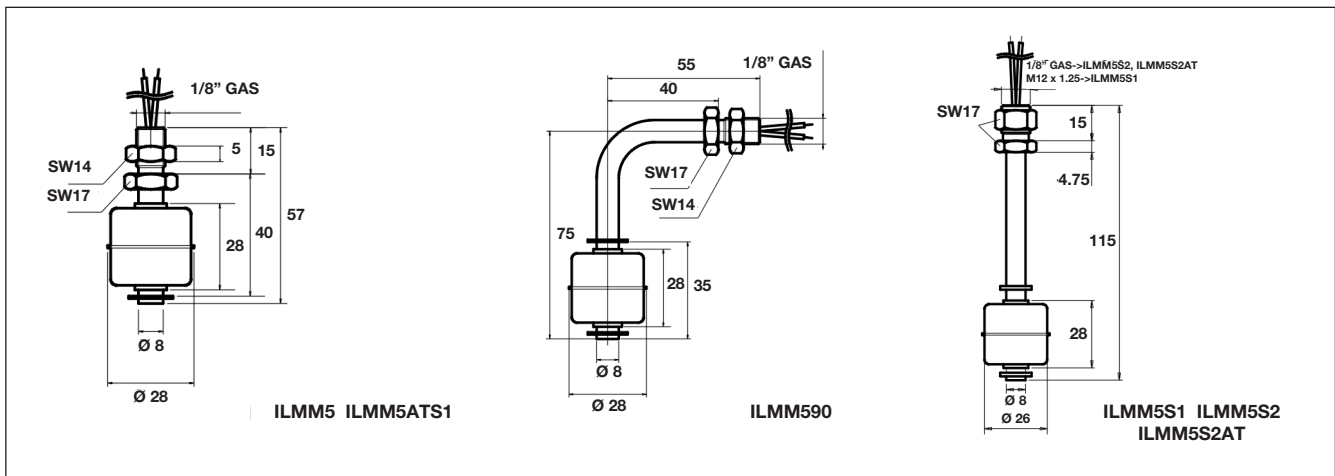 1/8” GAS
5
15
SW14
SW17
28
40
57
Ø 8
Ø 28
ILMM5 ILMM5ATS1
55
1/8” GAS
40
SW17
SW14
75
28
35
Ø 8
Ø 28
ILMM590
1/8” GAS->ILMM5S2, ILMM5S2AT
M12 x 1.25->ILMM5S1
SW17
15
4.75
115
28
Ø 8
Ø 26
ILMM5S1 ILMM5S2
ILMM5S2AT